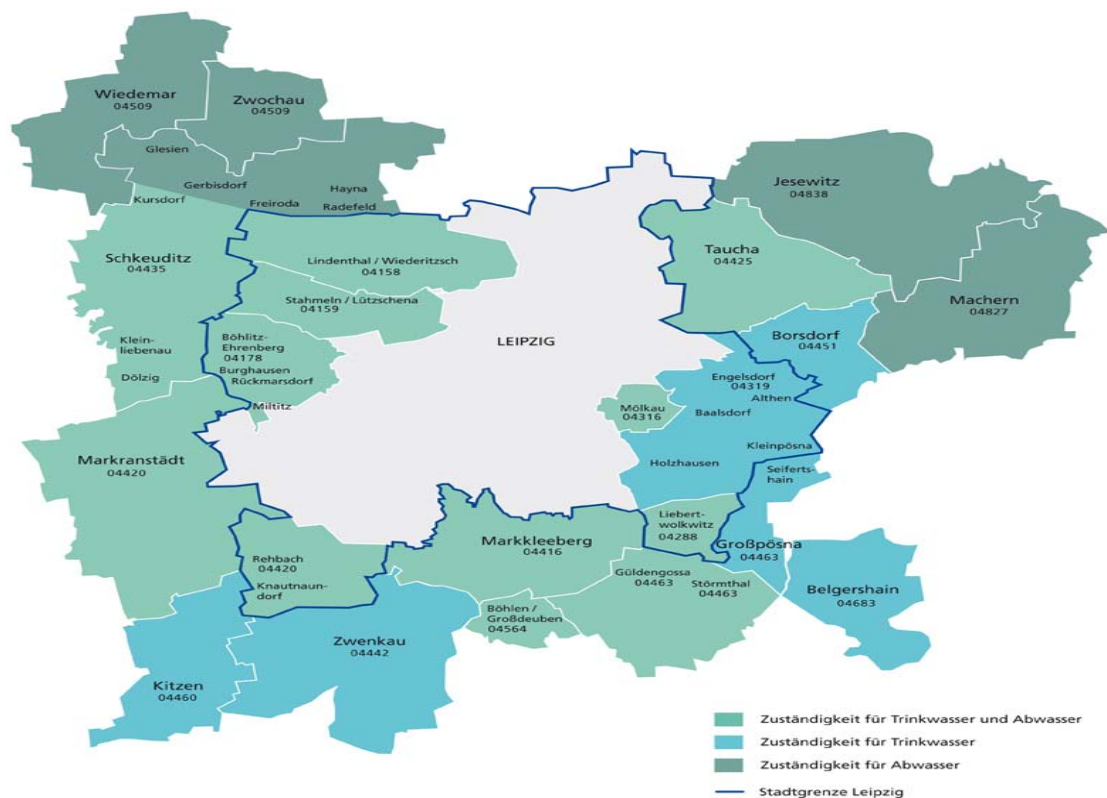 Wiedemar
04509
Zwochau
04509
Glesien
Gerbisdorf
Hayna
Kursdorf
Freiroda
Radefeld
Jesewitz
04838
Schkeuditz
04435
Lindenthal / Wiederitzsch
04158
Taucha
04425
Stahmeln / Lützschena
04159
Machern
04827
Klein-
liebenau
Dölzig
Böhlitz-
Ehrenberg
04178
Burghausen
Rückmarsdorf
Miltitz
LEIPZIG
Borsdorf
04451
Engelsdorf
04319
Althen
Mölkau
04316
Baalsdorf
Kleinpösna
Markranstädt
04420
Holzhausen
Seiferts-
hain
Liebert-
wolkwitz
04288
Markkleeberg
04416
Großpösna
04463
Rehbach
04420
Knautnaun-
dorf
Güldengossa
04463
Störmthal
04463
Belgershain
04683
Böhlen /
Großdeuben
04564
Zwenkau
04442
Kitzen
04460
Zuständigkeit für Trinkwasser und Abwasser
Zuständigkeit für Trinkwasser
Zuständigkeit für Abwasser
Stadtgrenze Leipzig